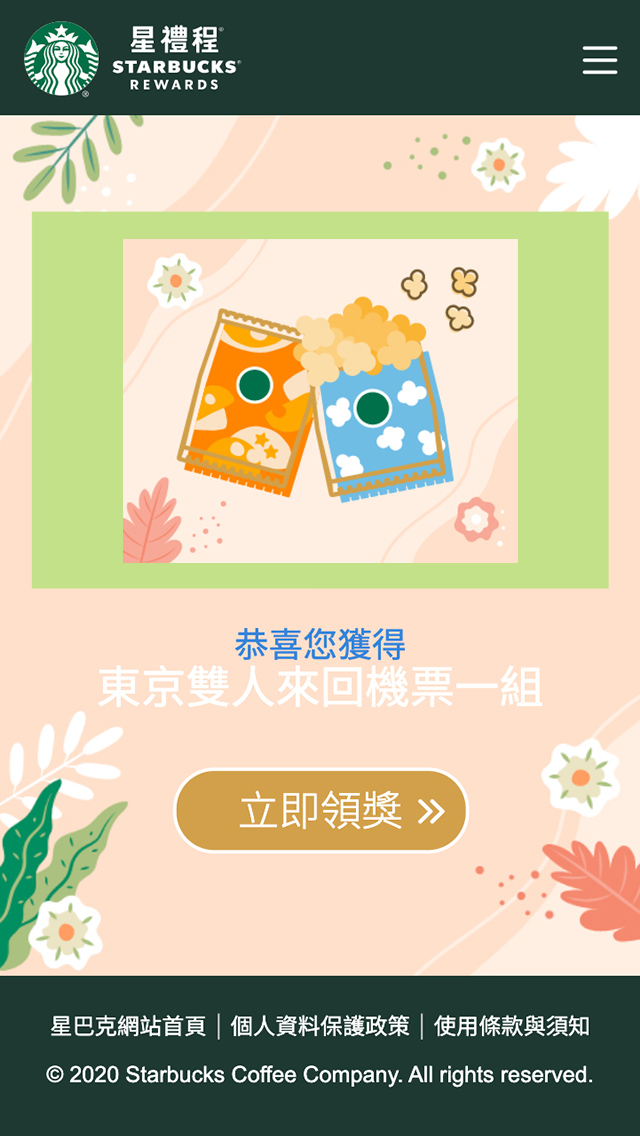 星禮程®
STARBUCKS®
REWARDS
恭喜您獲得
東京雙人來回機票一組
立即領獎 »
星巴克網站首頁│個人資料保護政策│使用條款與須知
© 2020 Starbucks Coffee Company. All rights reserved.